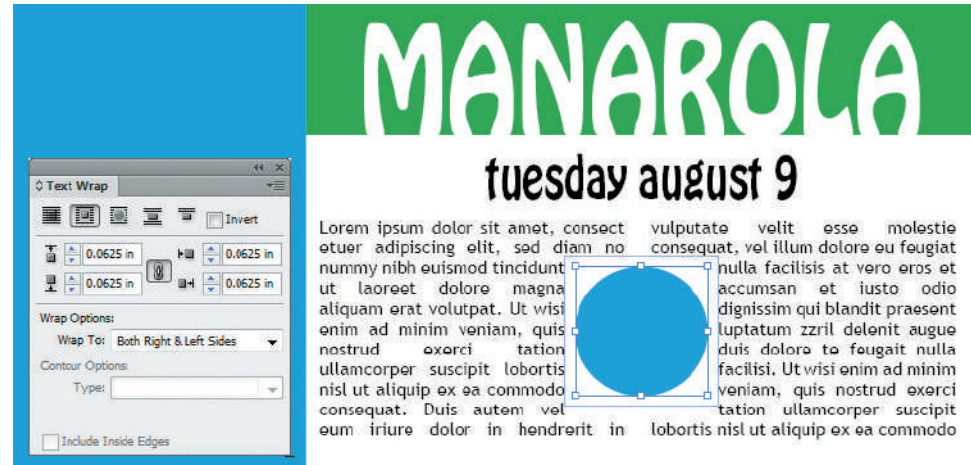 MANAROLA
tuesday august 9
Text Wrap
Invert
0.0625 in
0.0625 in
0.0625 in
0.0625 in
Wrap Options:
Wrap To: Both Right & Left Sides
Contour Options:
Type:
Include Inside Edges
Lorem ipsum dolor sit amet, consect
etuer adipiscing elit, sed diam no
nummy nibh euismod tincidunt
ut laoreet dolore magna
aliquam erat volutpat. Ut wisi
enim ad minim veniam, quis
nostrud exerci tation
ullamcorper suscipit lobortis
nisl ut aliquip ex ea commodo
consequat. Duis autem vel
eum iriure dolor in hendrerit in
vulputate velit esse molestie
consequat, vel illum dolore eu feugiat
nulla facilisis at vero eros et
accumsan et iusto odio
dignissim qui blandit praesent
luptatum zzril delenit augue
duis dolore te feugait nulla
facilisi. Ut wisi enim ad minim
veniam, quis nostrud exerci
tation ullamcorper suscipit
lobortis nisl ut aliquip ex ea commodo